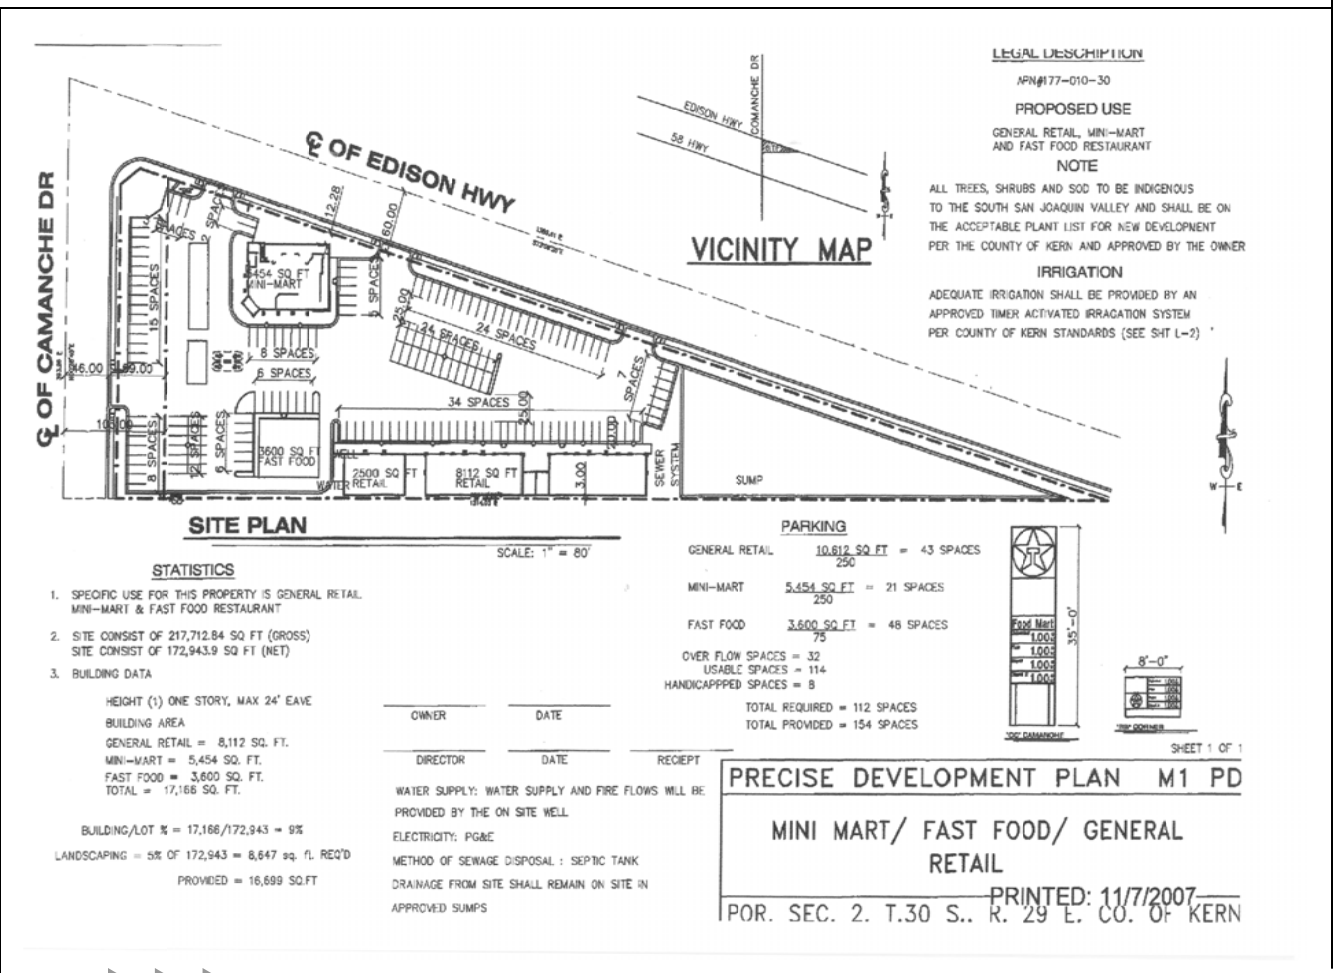 LEGAL DESCRIPTION
APN#177-010-30
PROPOSED USE
GENERAL RETAIL, MINI-MART
AND FAST FOOD RESTAURANT
NOTE
ALL TREES, SHRUBS AND SOD TO BE INDIGENOUS
TO THE SOUTH SAN JOAQUIN VALLEY AND SHALL BE ON
THE ACCEPTABLE PLANT LIST FOR NEW DEVELOPMENT
PER THE COUNTY OF KERN AND APPROVED BY THE OWNER
IRRIGATION
ADEQUATE IRRIGATION SHALL BE PROVIDED BY AN
APPROVED TIMER ACTIVATED IRRAGATION SYSTEM
PER COUNTY OF KERN STANDARDS (SEE SHT L-2)
COMANCHE DR
EDISON HWY
58 HWY
SITE
VICINITY MAP
℄ OF EDISON HWY
℄ OF CAMANCHE DR
12.28
60.00
SPACES
SPACES
15 SPACES
5454 SQ FT
MINI-MART
5 SPACES
25.00
24 SPACES
24 SPACES
8 SPACES
6 SPACES
7 SPACES
46.00
59.00
34 SPACES
25.00
20.00
8 SPACES
12 SPACES
6 SPACES
3600 SQ FT
FAST FOOD
WATER WELL
2500 SQ FT
RETAIL
8112 SQ FT
RETAIL
3.00
SEWER
SYSTEM
SUMP
W E
SITE PLAN
SCALE: 1" = 80'
STATISTICS
1. SPECIFIC USE FOR THIS PROPERTY IS GENERAL RETAIL
MINI-MART & FAST FOOD RESTAURANT
2. SITE CONSIST OF 217,712.84 SQ FT (GROSS)
SITE CONSIST OF 172,943.9 SQ FT (NET)
3. BUILDING DATA
HEIGHT (1) ONE STORY, MAX 24' EAVE
BUILDING AREA
GENERAL RETAIL = 8,112 SQ. FT.
MINI-MART = 5,454 SQ. FT.
FAST FOOD = 3,600 SQ. FT.
TOTAL = 17,166 SQ. FT.
BUILDING/LOT % = 17,166/172,943 = 9%
LANDSCAPING = 5% OF 172,943 = 8,647 sq. ft. REQ'D
PROVIDED = 16,699 SQ.FT
OWNER DATE
DIRECTOR DATE RECIEPT
WATER SUPPLY: WATER SUPPLY AND FIRE FLOWS WILL BE
PROVIDED BY THE ON SITE WELL
ELECTRICITY: PG&E
METHOD OF SEWAGE DISPOSAL : SEPTIC TANK
DRAINAGE FROM SITE SHALL REMAIN ON SITE IN
APPROVED SUMPS
PARKING
GENERAL RETAIL 10,612 SQ FT = 43 SPACES
250
MINI-MART 5,454 SQ FT = 21 SPACES
250
FAST FOOD 3,600 SQ FT = 48 SPACES
75
OVER FLOW SPACES = 32
USABLE SPACES = 114
HANDICAPPPED SPACES = 8
TOTAL REQUIRED = 112 SPACES
TOTAL PROVIDED = 154 SPACES
T
Food Mart
1.00
1.00
1.00
1.00
35'-0'
8'-0"
SHEET 1 OF 1
PRECISE DEVELOPMENT PLAN M1 PD
MINI MART/ FAST FOOD/ GENERAL
RETAIL
PRINTED: 11/7/2007
POR. SEC. 2. T.30 S.. R. 29 E. CO. OF KERN